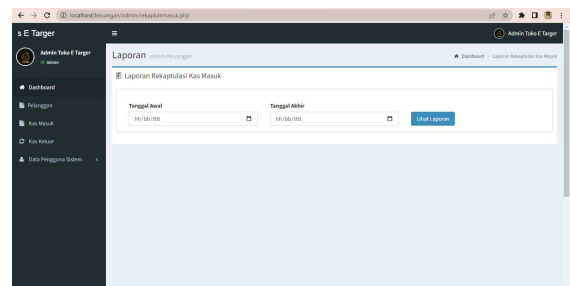 localhost/keuangan/admin/rekapkasmasuk.php
s E Targer
Admin Toko E Targer
Admin Toko E Targer
Admin
Laporan sistem Keuangan
Dashboard > Laporan Rekaptulasi Kas Masuk
Laporan Rekaptulasi Kas Masuk
Dashboard
Pelanggan
Kas Masuk
Kas Keluar
Data Pengguna Sistem
Tanggal Awal
Tanggal Akhir
hh/bb/tttt
hh/bb/tttt
Lihat Laporan